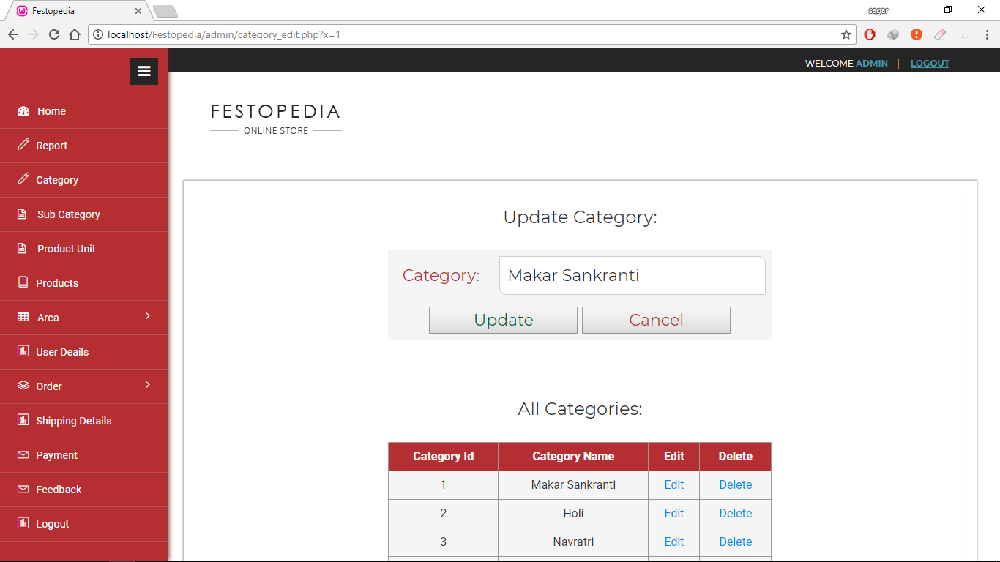 Festopedia
sagar
localhost/Festopedia/admin/category_edit.php?x=1
WELCOME ADMIN | LOGOUT
Home
Report
Category
Sub Category
Product Unit
Products
Area
User Deails
Order
Shipping Details
Payment
Feedback
Logout
FESTOPEDIA
ONLINE STORE
Update Category:
Category: Makar Sankranti
Update Cancel
All Categories:
Category Id Category Name Edit Delete
1 Makar Sankranti Edit Delete
2 Holi Edit Delete
3 Navratri Edit Delete